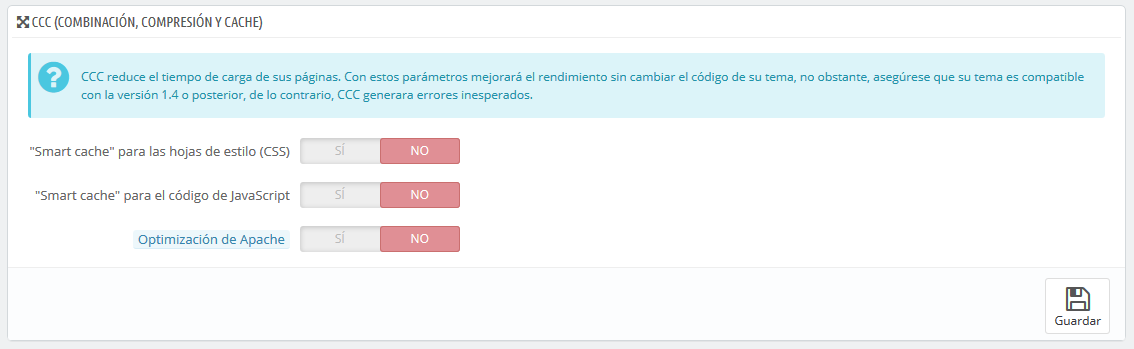 CCC (COMBINACIÓN, COMPRESIÓN Y CACHE)
CCC reduce el tiempo de carga de sus páginas. Con estos parámetros mejorará el rendimiento sin cambiar el código de su tema, no obstante, asegúrese que su tema es compatible
con la versión 1.4 o posterior, de lo contrario, CCC generara errores inesperados.
"Smart cache" para las hojas de estilo (CSS) SÍ NO
"Smart cache" para el código de JavaScript SÍ NO
Optimización de Apache SÍ NO
Guardar